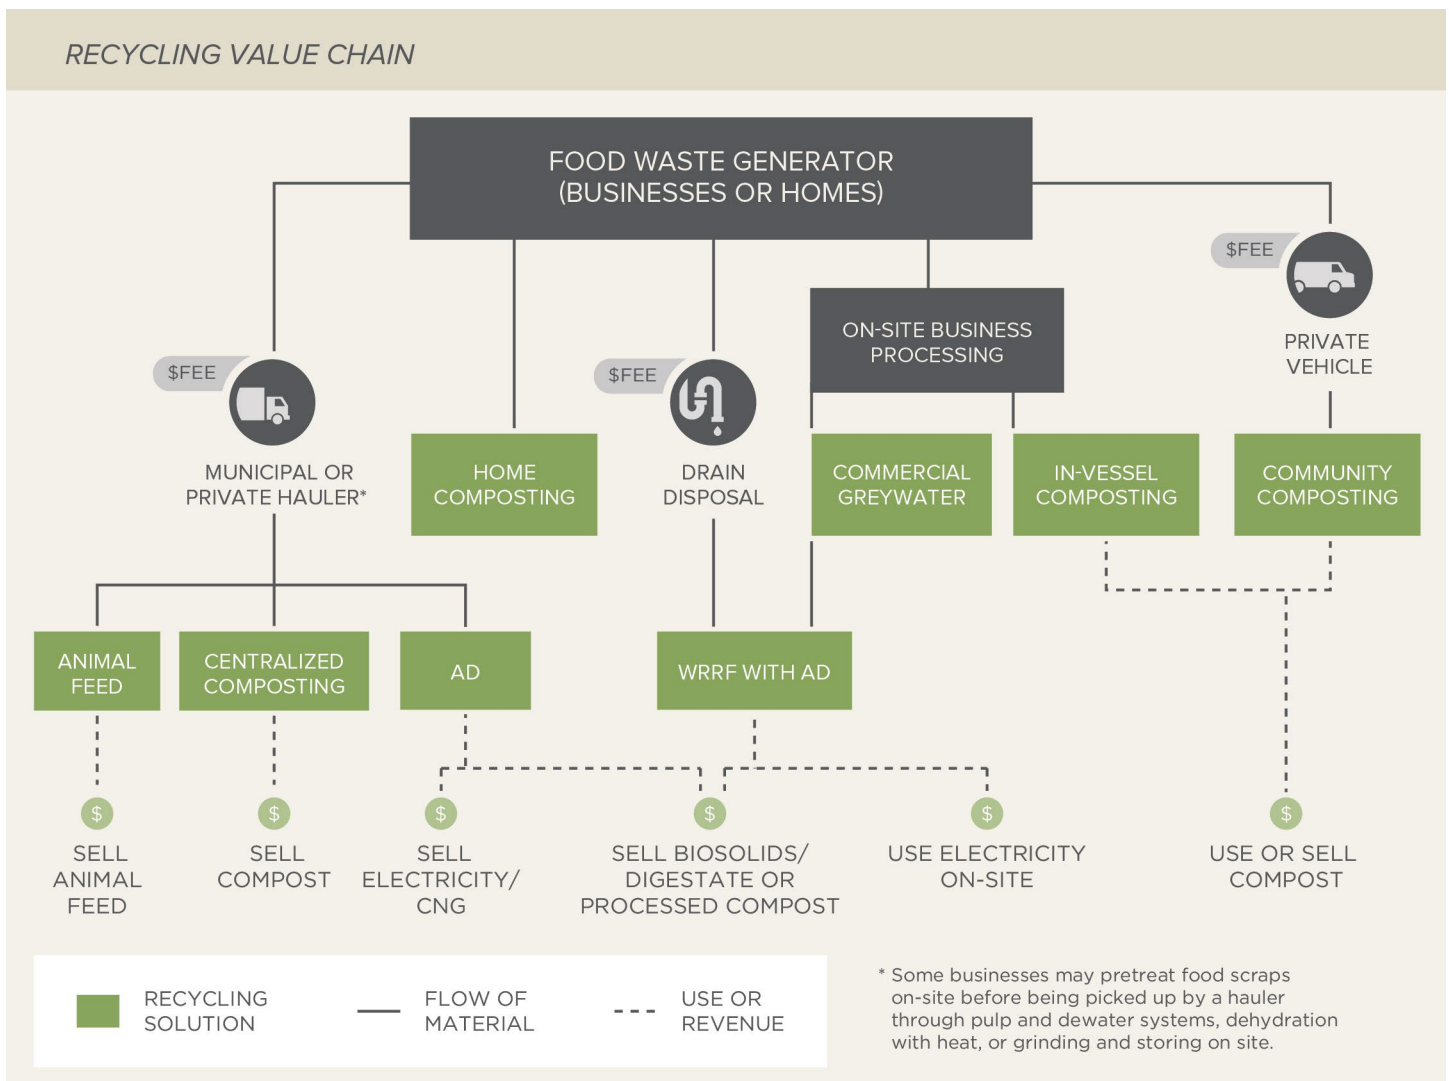 RECYCLING VALUE CHAIN
FOOD WASTE GENERATOR
(BUSINESSES OR HOMES)
$FEE
ON-SITE BUSINESS
PROCESSING
PRIVATE
VEHICLE
$FEE
$FEE
MUNICIPAL OR
PRIVATE HAULER*
HOME
COMPOSTING
DRAIN
DISPOSAL
COMMERCIAL
GREYWATER
IN-VESSEL
COMPOSTING
COMMUNITY
COMPOSTING
ANIMAL
FEED
CENTRALIZED
COMPOSTING
AD
WRRF WITH AD
$
$
$
$
$
$
SELL
ANIMAL
FEED
SELL
COMPOST
SELL
ELECTRICITY/
CNG
SELL BIOSOLIDS/
DIGESTATE OR
PROCESSED COMPOST
USE ELECTRICITY
ON-SITE
USE OR SELL
COMPOST
RECYCLING
SOLUTION
FLOW OF
MATERIAL
USE OR
REVENUE
* Some businesses may pretreat food scraps
on-site before being picked up by a hauler
through pulp and dewater systems, dehydration
with heat, or grinding and storing on site.